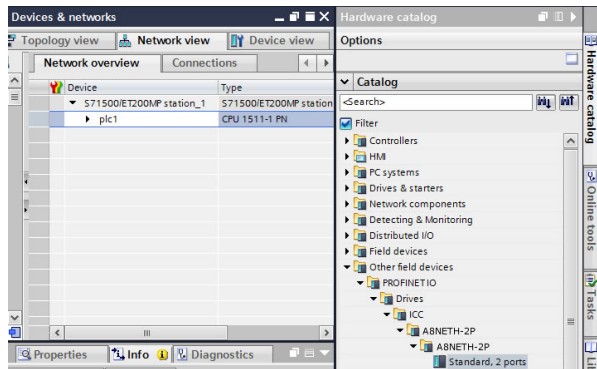 Devices & networks
Topology view
Network view
Device view
Network overview
Connections
Device
Type
S71500/ET200MP station_1
S71500/ET200MP station
plc1
CPU 1511-1 PN
Properties
Info
Diagnostics
Hardware catalog
Options
Catalog
<Search>
Filter
Controllers
HMI
PC systems
Drives & starters
Network components
Detecting & Monitoring
Distributed I/O
Field devices
Other field devices
PROFINET IO
Drives
ICC
A8NETH-2P
A8NETH-2P
Standard, 2 ports
Hardware catalog
Online tools
Tasks